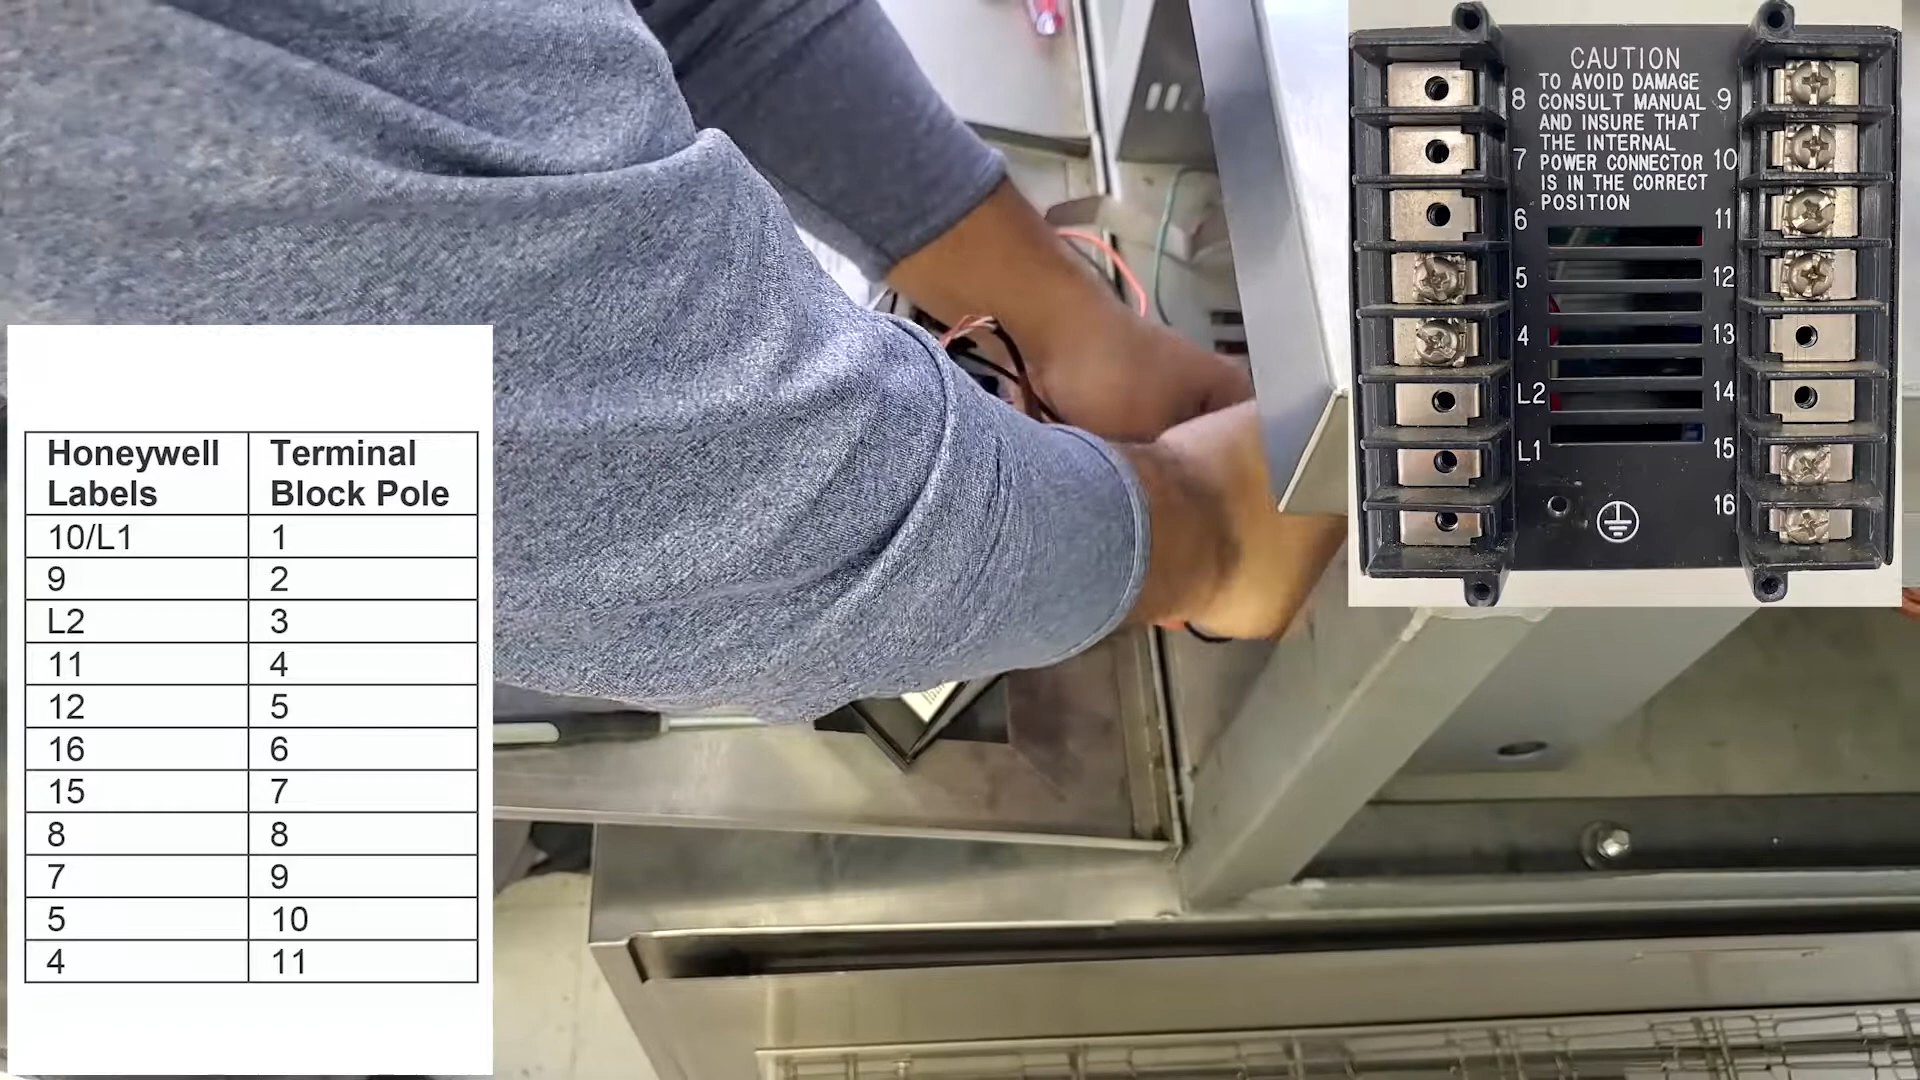 CAUTION
TO AVOID DAMAGE
8 CONSULT MANUAL 9
AND INSURE THAT
THE INTERNAL
7 POWER CONNECTOR 10
IS IN THE CORRECT
POSITION
6 11
5 12
4 13
L2 14
L1 15
16
Honeywell Labels Terminal Block Pole
10/L1 1
9 2
L2 3
11 4
12 5
16 6
15 7
8 8
7 9
5 10
4 11